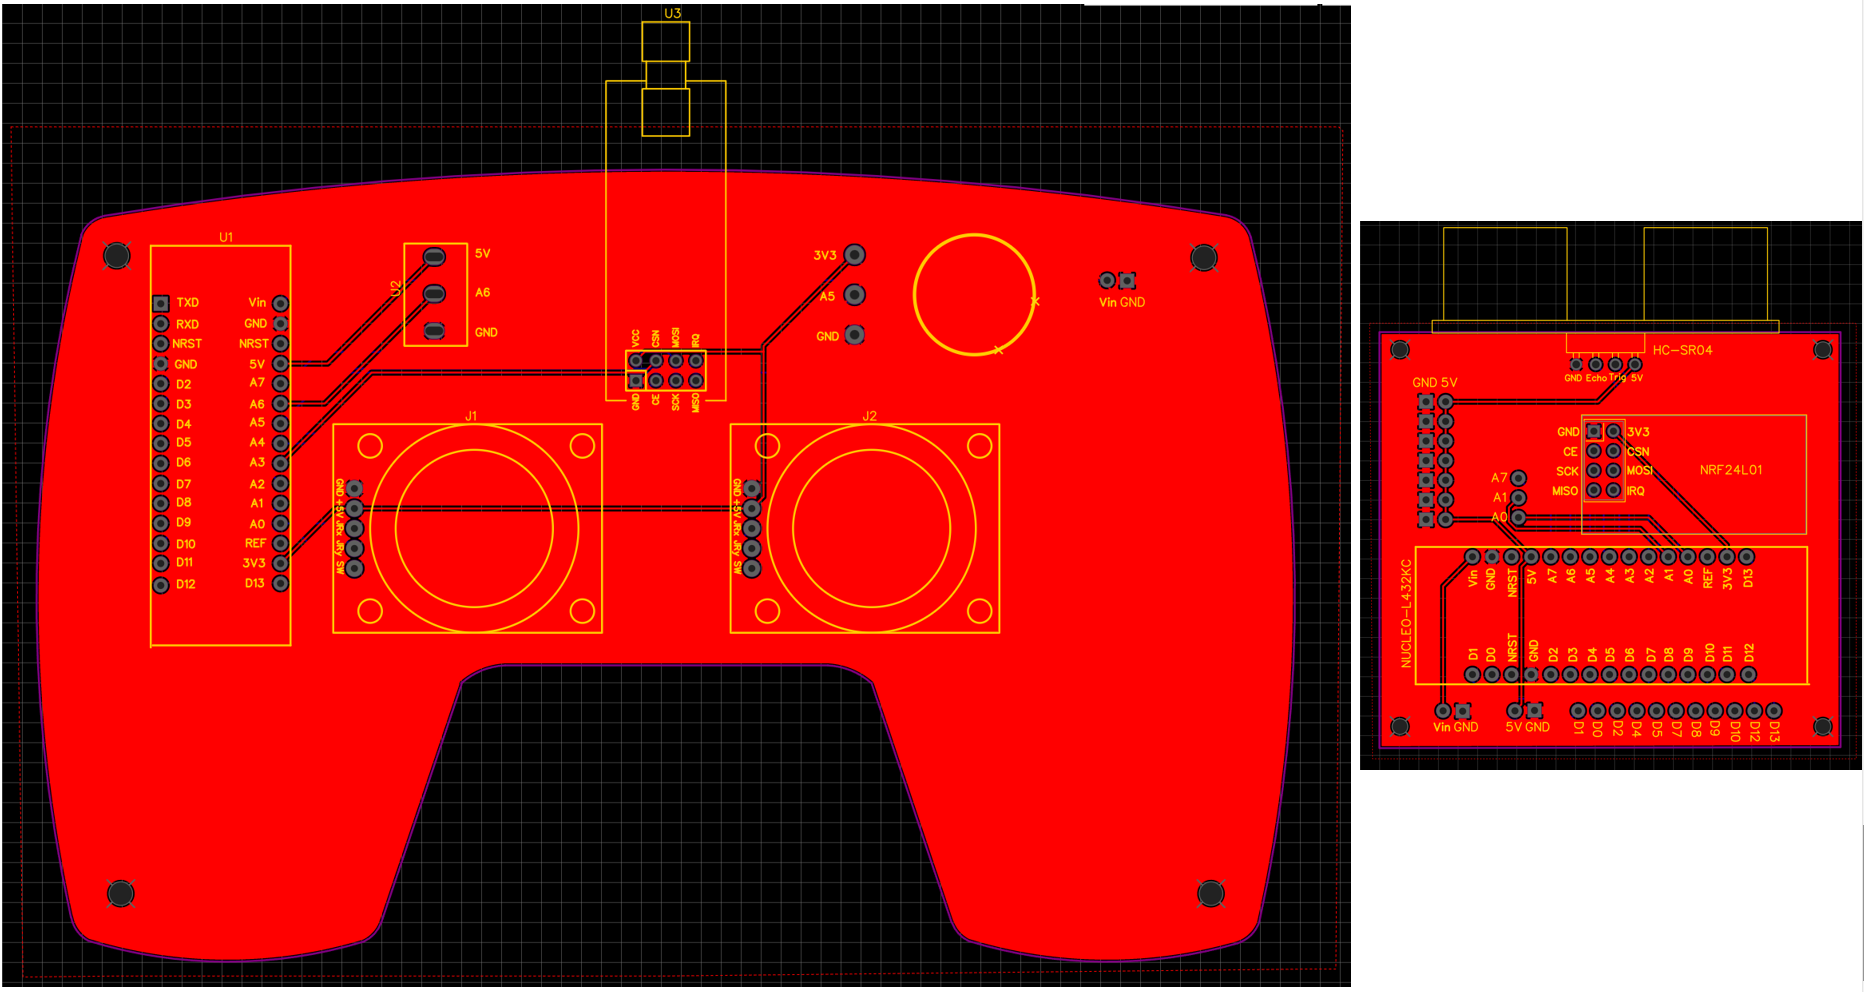 U3
U1
TXD
RXD
NRST
GND
D2
D3
D4
D5
D6
D7
D8
D9
D10
D11
D12
Vin
GND
NRST
5V
A7
A6
A5
A4
A3
A2
A1
A0
REF
3V3
D13
U2
5V
A6
GND
VCC CSN MOSI IRQ
GND CE SCK MISO
3V3
A5
GND
Vin GND
J1
GND +5V JRx JRy SW
J2
GND +5V JRx JRy SW
HC-SR04
GND Echo Trig 5V
GND 5V
GND 3V3
CE CSN
SCK MOSI
MISO IRQ
NRF24L01
A7
A1
A0
NUCLEO-L432KC
Vin GND NRST 5V A7 A6 A5 A4 A3 A2 A1 A0 REF 3V3 D13
D1 D0 NRST GND D2 D3 D4 D5 D6 D7 D8 D9 D10 D11 D12
Vin GND
5V GND
D1 D0 D2 D4 D5 D7 D8 D9 D10 D12 D13